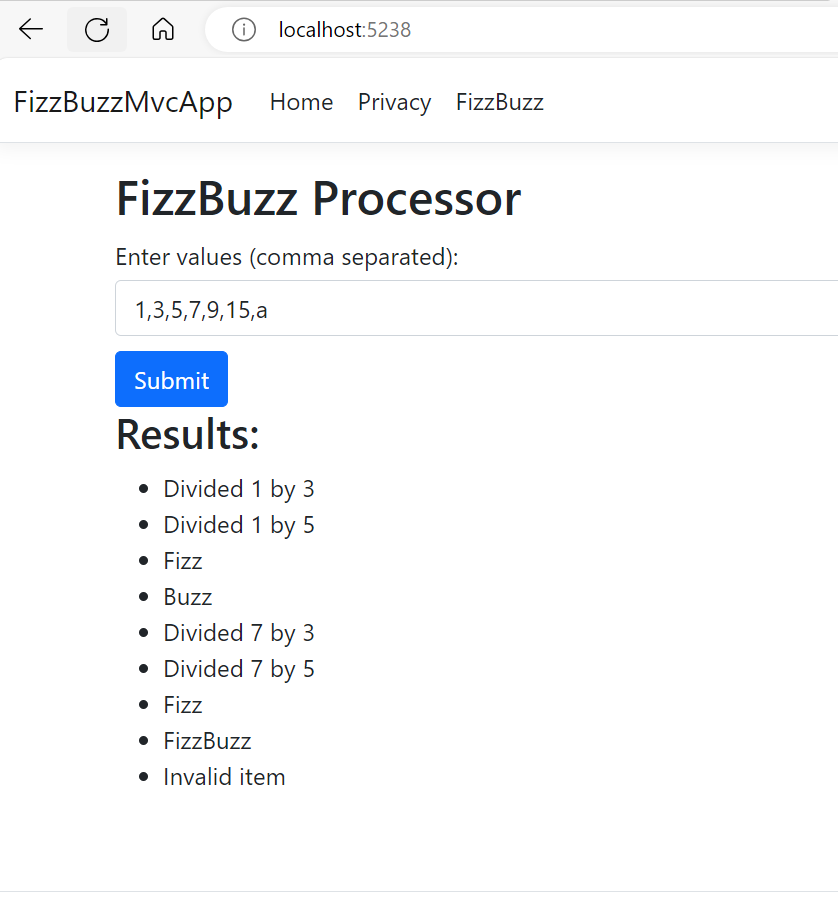 localhost:5238
FizzBuzzMvcApp Home Privacy FizzBuzz
FizzBuzz Processor
Enter values (comma separated):
1,3,5,7,9,15,a
Submit
Results:
Divided 1 by 3
Divided 1 by 5
Fizz
Buzz
Divided 7 by 3
Divided 7 by 5
Fizz
FizzBuzz
Invalid item